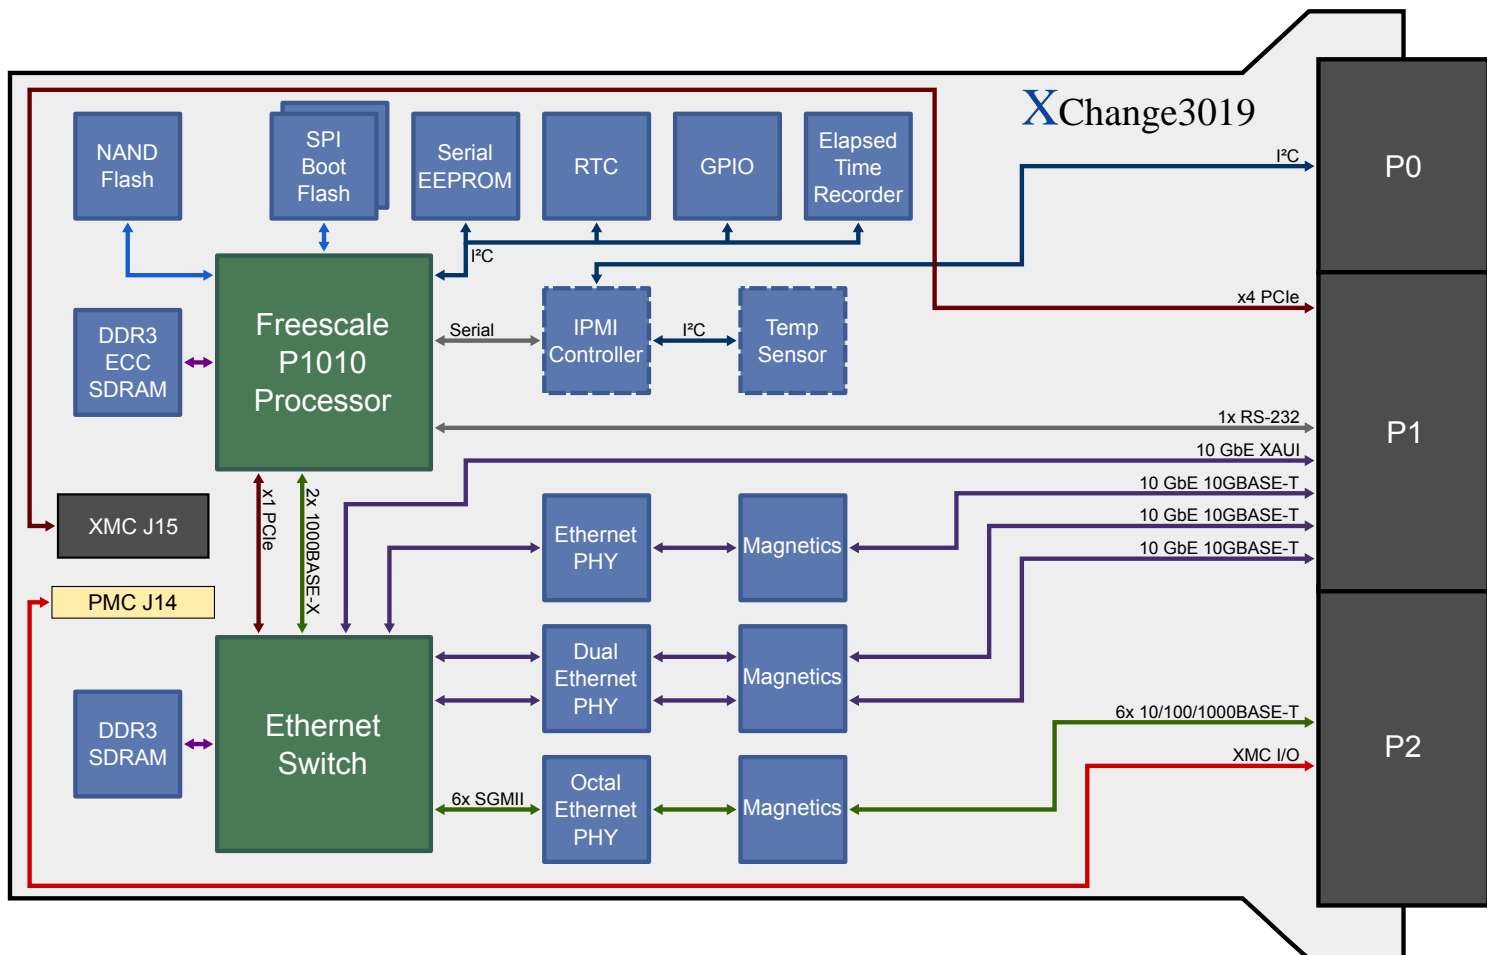 XChange3019
NAND
Flash
SPI
Boot
Flash
Serial
EEPROM
RTC
GPIO
Elapsed
Time
Recorder
I²C
P0
I²C
x4 PCIe
DDR3
ECC
SDRAM
Freescale
P1010
Processor
Serial
IPMI
Controller
I²C
Temp
Sensor
1x RS-232
P1
10 GbE XAUI
10 GbE 10GBASE-T
10 GbE 10GBASE-T
10 GbE 10GBASE-T
XMC J15
x1 PCIe
2x 1000BASE-X
Ethernet
PHY
Magnetics
PMC J14
Dual
Ethernet
PHY
Magnetics
DDR3
SDRAM
Ethernet
Switch
6x 10/100/1000BASE-T
XMC I/O
P2
6x SGMII
Octal
Ethernet
PHY
Magnetics